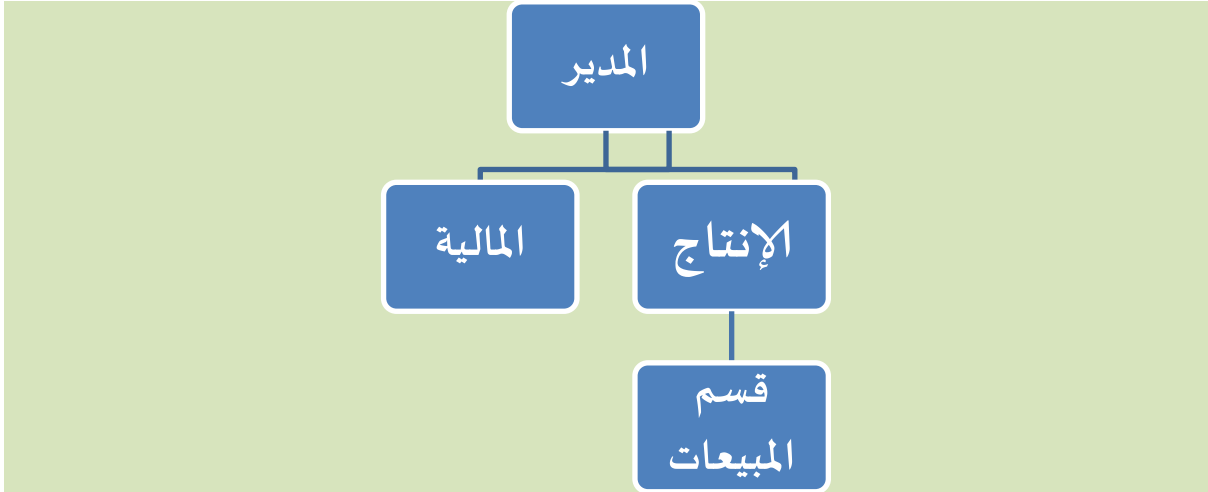 المدير
الإنتاج
المالية
قسم
المبيعات